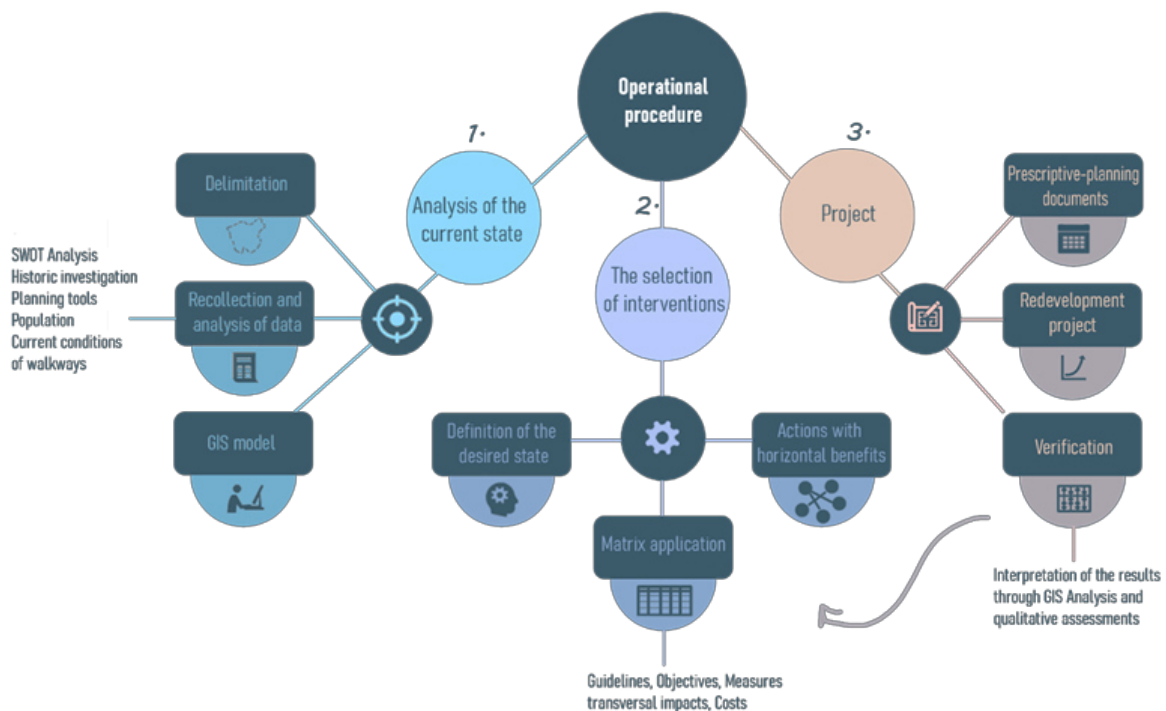 Operational
procedure
1.
Analysis of the
current state
Delimitation
SWOT Analysis
Historic investigation
Planning tools
Population
Current conditions
of walkways
Recollection and
analysis of data
GIS model
2.
The selection
of interventions
Definition of the
desired state
Actions with
horizontal benefits
Matrix application
Guidelines, Objectives, Measures
transversal impacts, Costs
3.
Project
Prescriptive-planning
documents
Redevelopment
project
Verification
Interpretation of the results
through GIS Analysis and
qualitative assessments